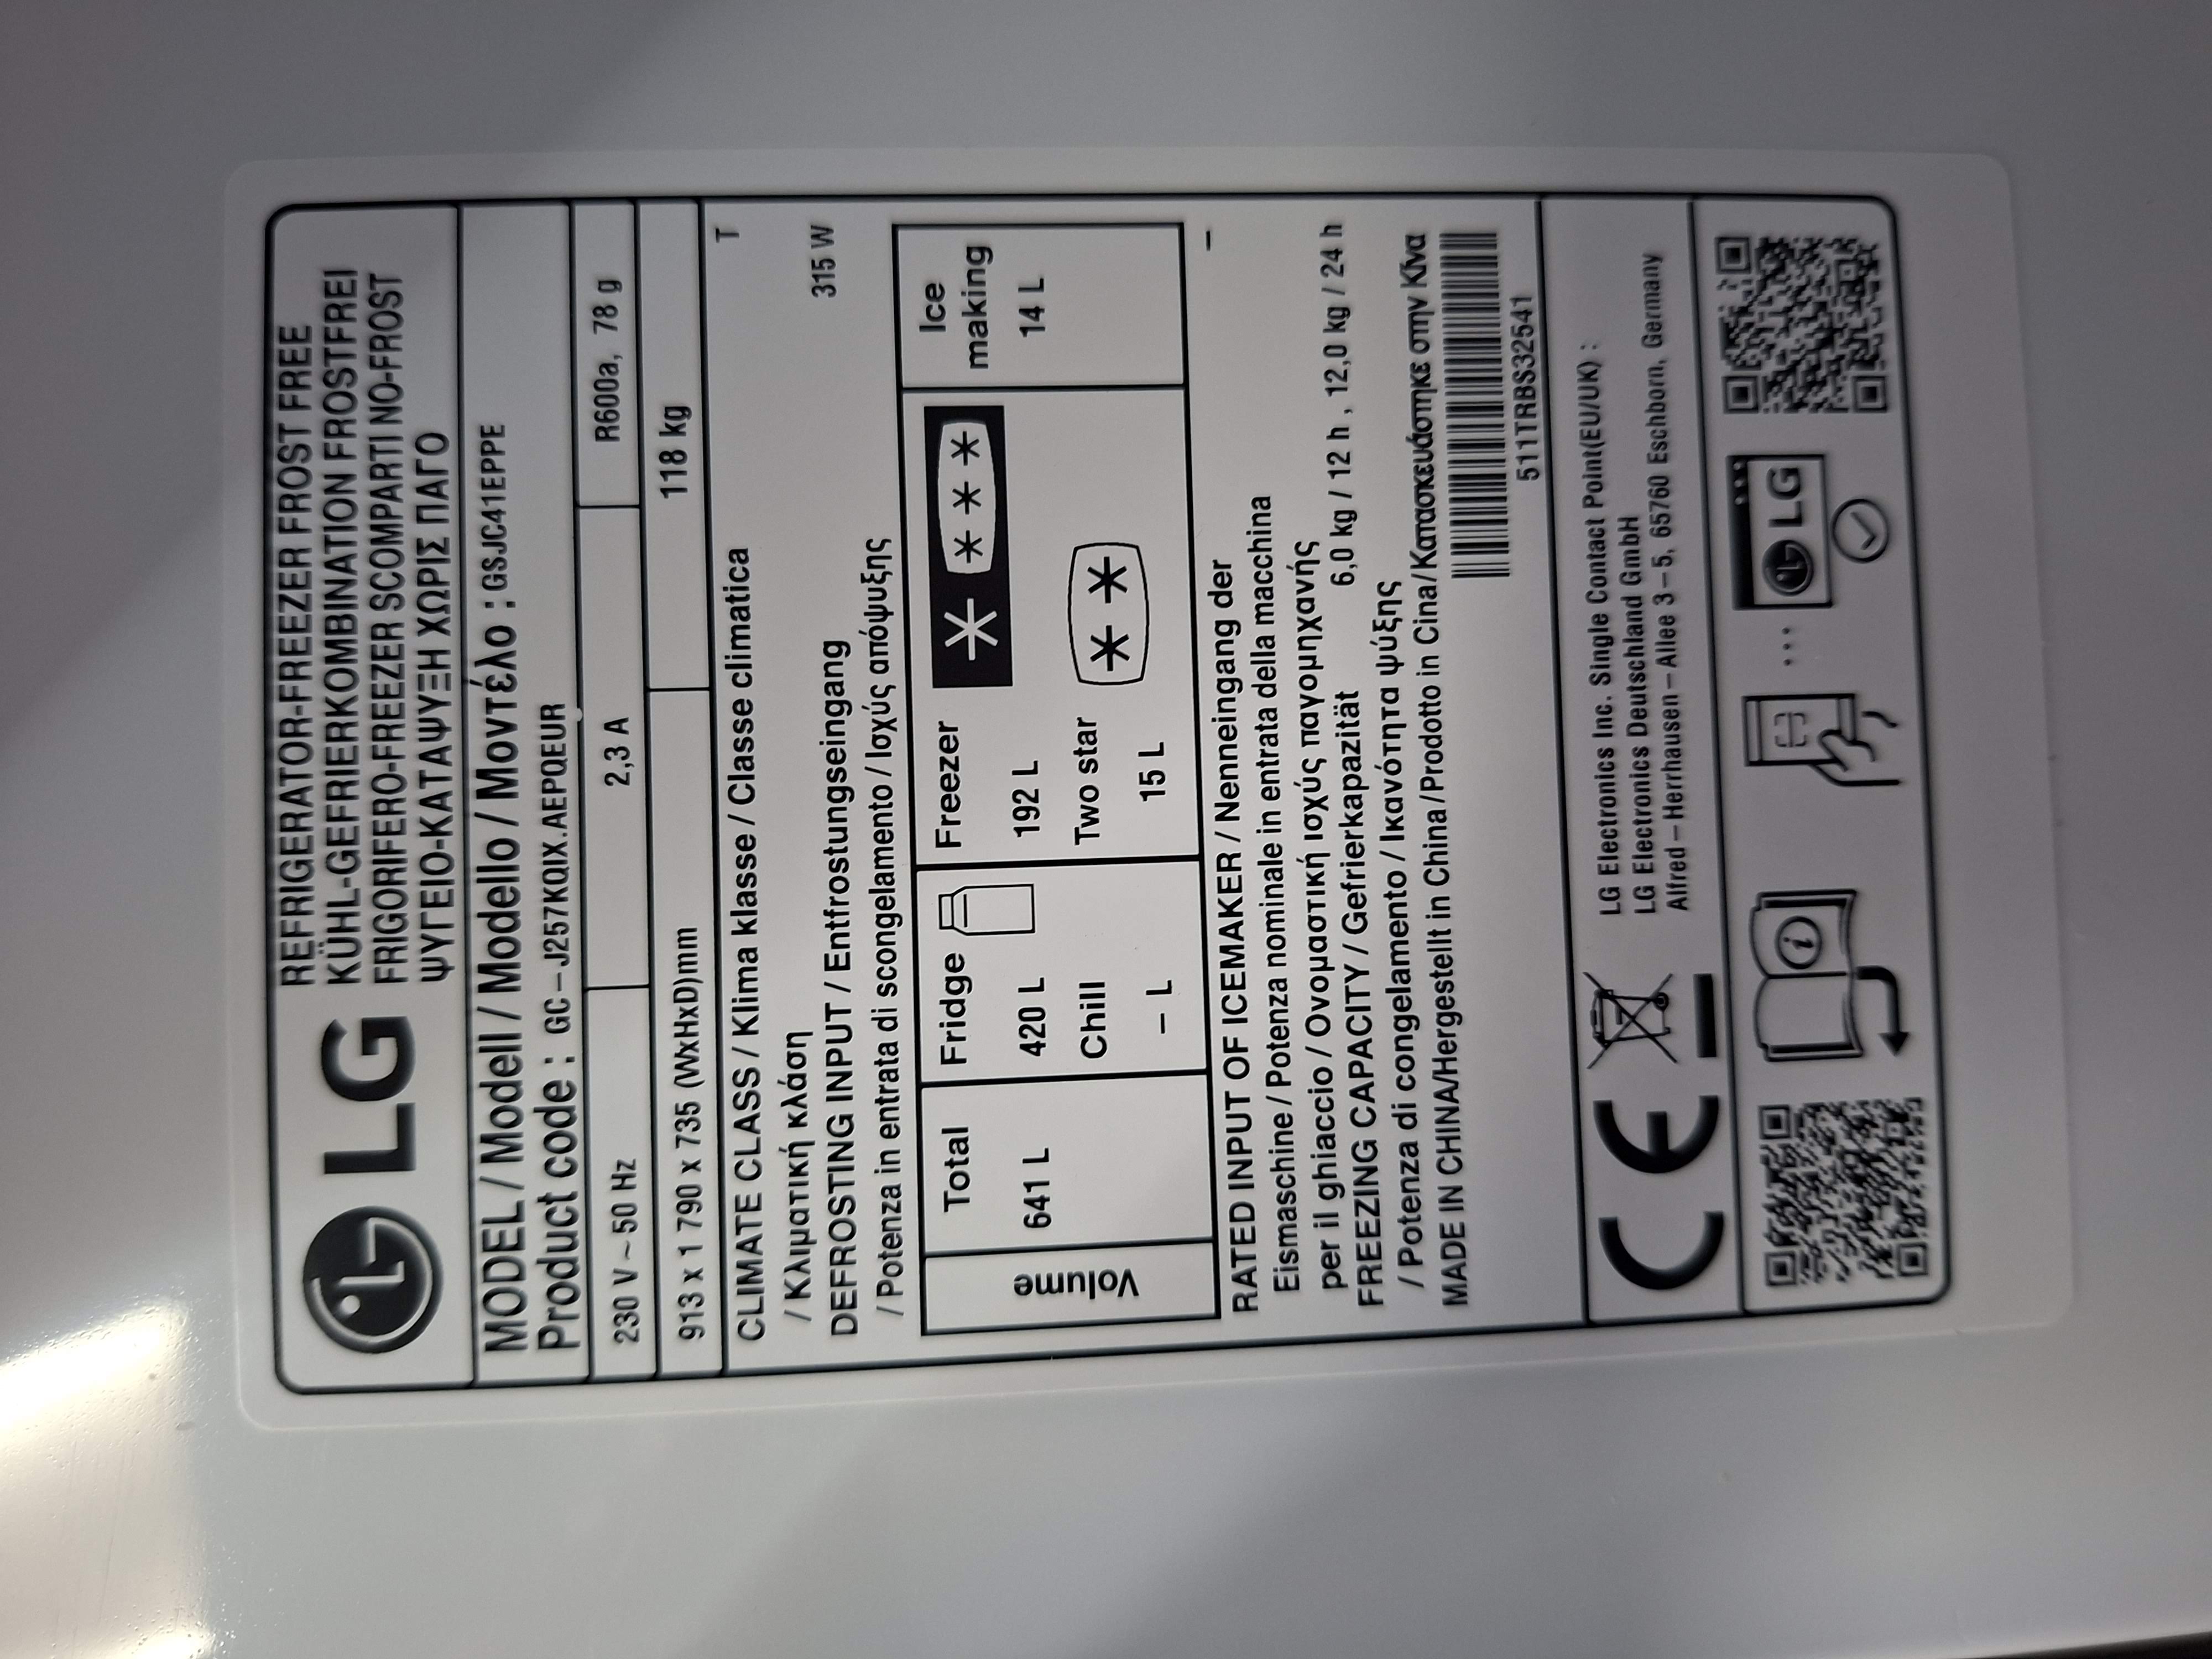 LG
REFRIGERATOR-FREEZER FROST FREE
KÜHL-GEFRIERKOMBINATION FROSTFREI
FRIGORIFERO-FREEZER SCOMPARTI NO-FROST
ΨΥΓΕΙΟ-ΚΑΤΑΨΥΞΗ ΧΩΡΙΣ ΠΑΓΟ
MODEL / Modell / Modello / Μοντέλο : GSJC41EPPE
Product code : GC-J257KQIX.AEPQEUR
230 V ~ 50 Hz 2,3 A R600a, 78 g
913 x 1 790 x 735 (WxHxD)mm 118 kg
CLIMATE CLASS / Klima klasse / Classe climatica T
/ Κλιματική κλάση
DEFROSTING INPUT / Entfrostungseingang 315 W
/ Potenza in entrata di scongelamento / Ισχύς απόψυξης
Volume
Total
641 L
Fridge
420 L
Chill
– L
Freezer
192 L
Two star
15 L
Ice
making
14 L
RATED INPUT OF ICEMAKER / Nenneingang der –
Eismaschine / Potenza nominale in entrata della macchina
per il ghiaccio / Ονομαστική ισχύς παγομηχανής
FREEZING CAPACITY / Gefrierkapazität 6,0 kg / 12 h , 12,0 kg / 24 h
/ Potenza di congelamento / Ικανότητα ψύξης
MADE IN CHINA/Hergestellt in China/Prodotto in Cina/Κατασκευάστηκε στην Κίνα
511TRBS32541
CE
LG Electronics Inc. Single Contact Point(EU/UK) :
LG Electronics Deutschland GmbH
Alfred-Herrhausen-Allee 3-5, 65760 Eschborn, Germany
i
...
LG